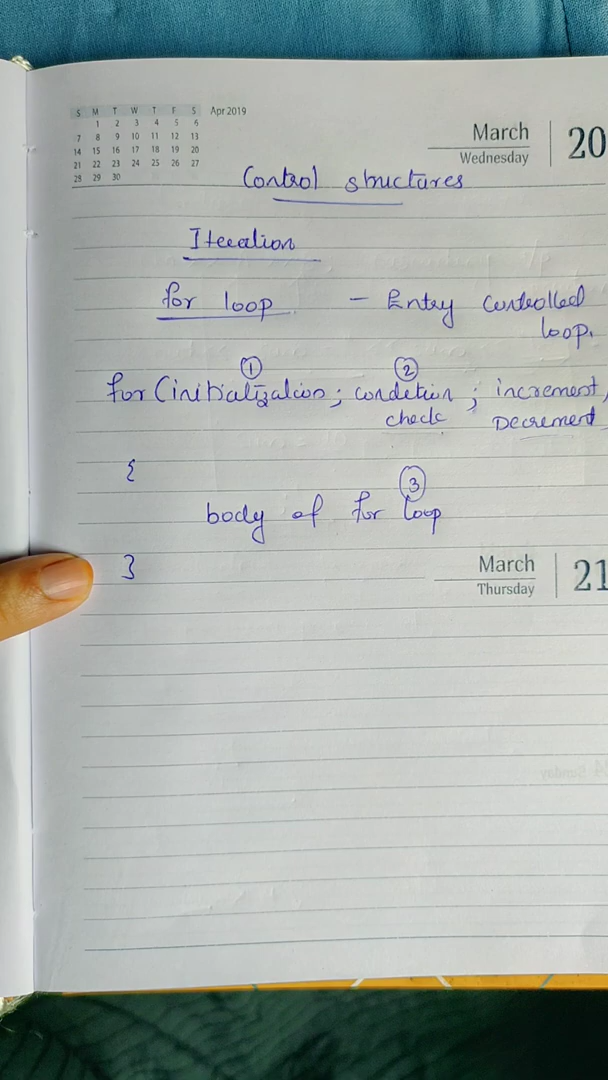 S M T W T F S Apr 2019
1 2 3 4 5 6
7 8 9 10 11 12 13
14 15 16 17 18 19 20
21 22 23 24 25 26 27
28 29 30
March
Wednesday
20
Control structures
Iteration
for loop - Entry controlled
loop.
① ②
for (initialization ; condition ; increment,
check Decrement
{
③
body of for loop
}
March
Thursday
21